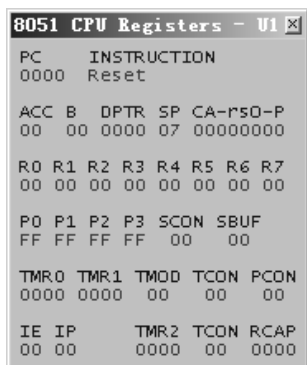 8051 CPU Registers - U1
PC INSTRUCTION
0000 Reset
ACC B DPTR SP CA-rsO-P
00 00 0000 07 00000000
R0 R1 R2 R3 R4 R5 R6 R7
00 00 00 00 00 00 00 00
P0 P1 P2 P3 SCON SBUF
FF FF FF FF 00 00
TMR0 TMR1 TMOD TCON PCON
0000 0000 00 00 00
IE IP TMR2 TCON RCAP
00 00 0000 00 0000